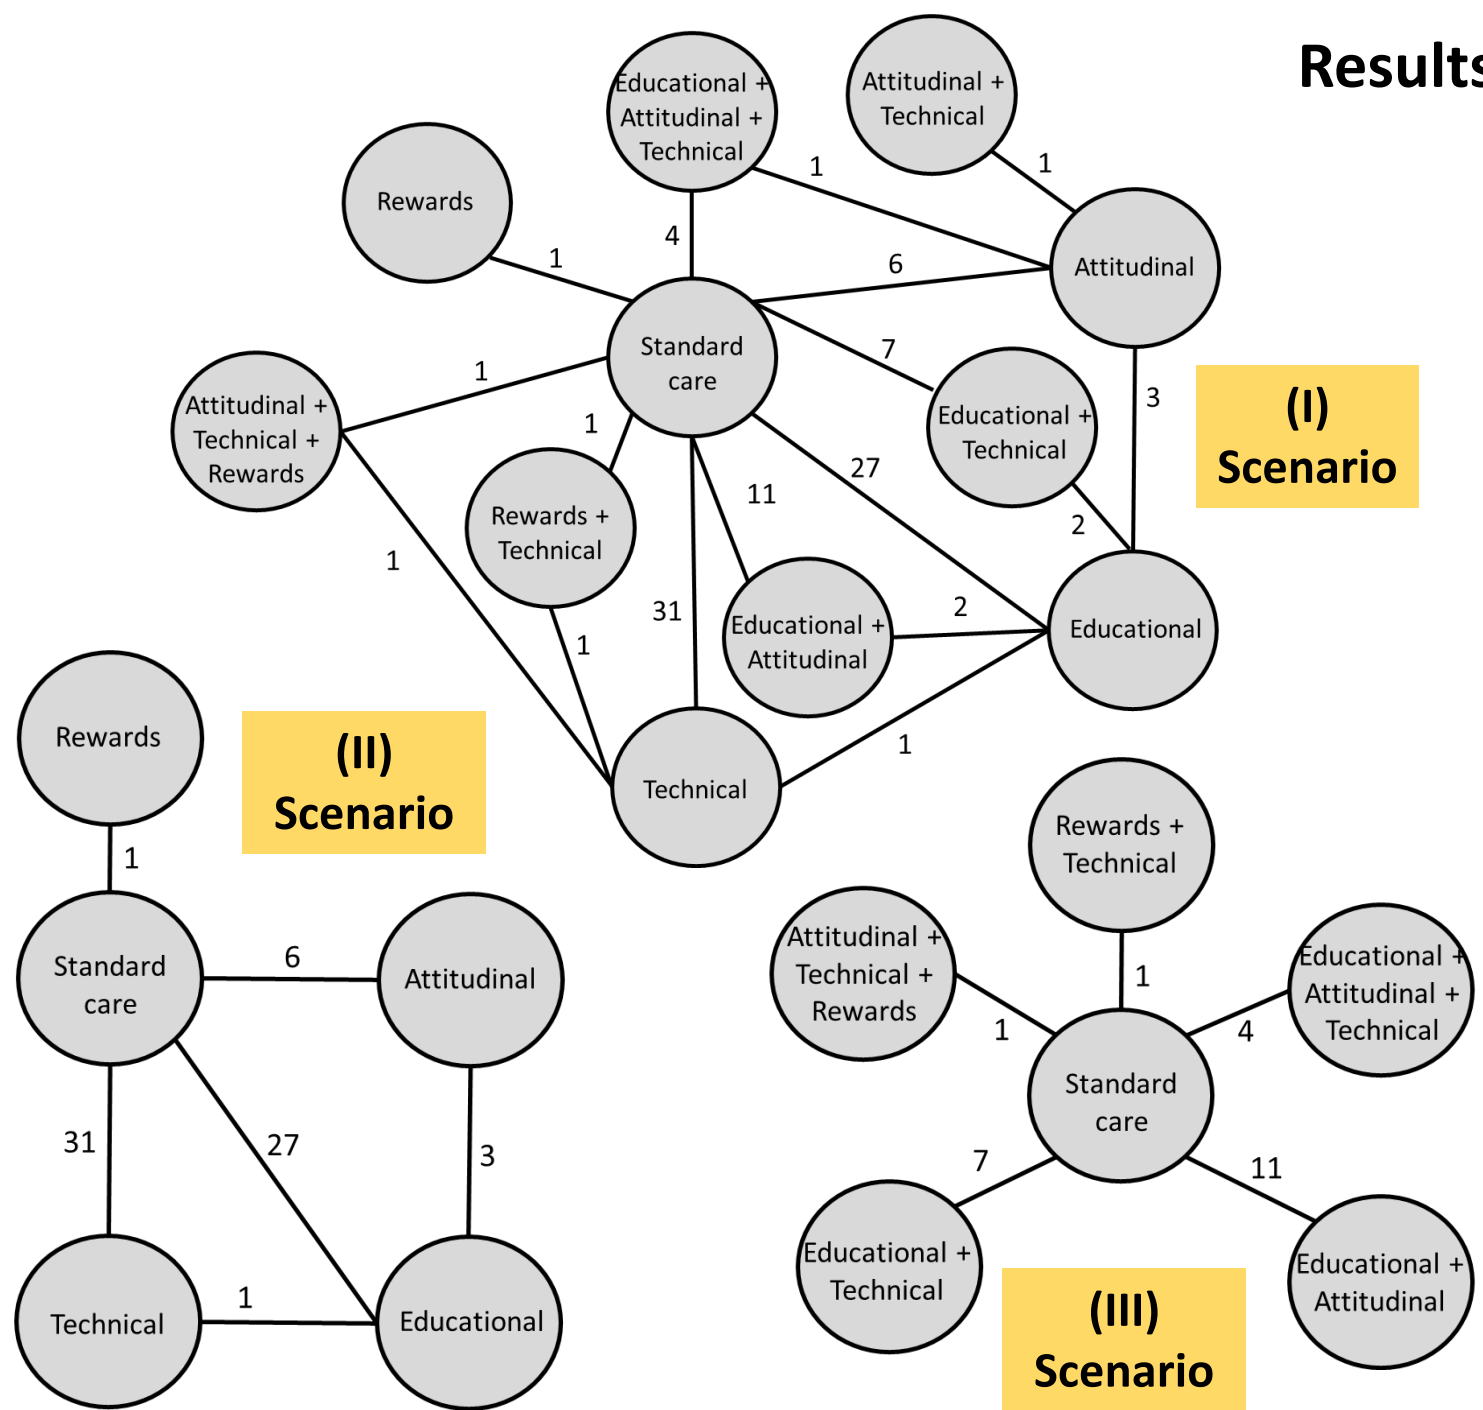 Results
Educational +
Attitudinal +
Technical
Attitudinal +
Technical
Rewards
1
1
4
1
6
Attitudinal
Standard
care
7
1
Attitudinal +
Technical +
Rewards
1
Educational +
Technical
3
(I)
Scenario
27
11
Rewards +
Technical
2
1
31
2
Educational +
Attitudinal
Educational
1
1
Technical
Rewards
(II)
Scenario
1
Standard
care
6
Attitudinal
31
27
3
Technical
1
Educational
Rewards +
Technical
Attitudinal +
Technical +
Rewards
1
Educational +
Attitudinal +
Technical
1
4
Standard
care
7
11
Educational +
Technical
Educational +
Attitudinal
(III)
Scenario